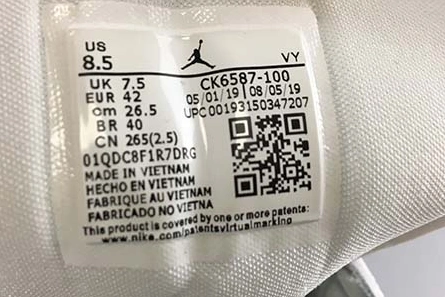 US VY
8.5
UK 7.5 CK6587-100
EUR 42 05/01/19 | 08/05/19
cm 26.5 UPC 00193150347207
BR 40
CN 265(2.5)
01QDC8F1R7DRG
MADE IN VIETNAM
HECHO EN VIETNAM
FABRIQUE AU VIETNAM
FABRICADO NO VIETNA
This product is covered by one or more patents:
www.nike.com/patentsvirtualmarking